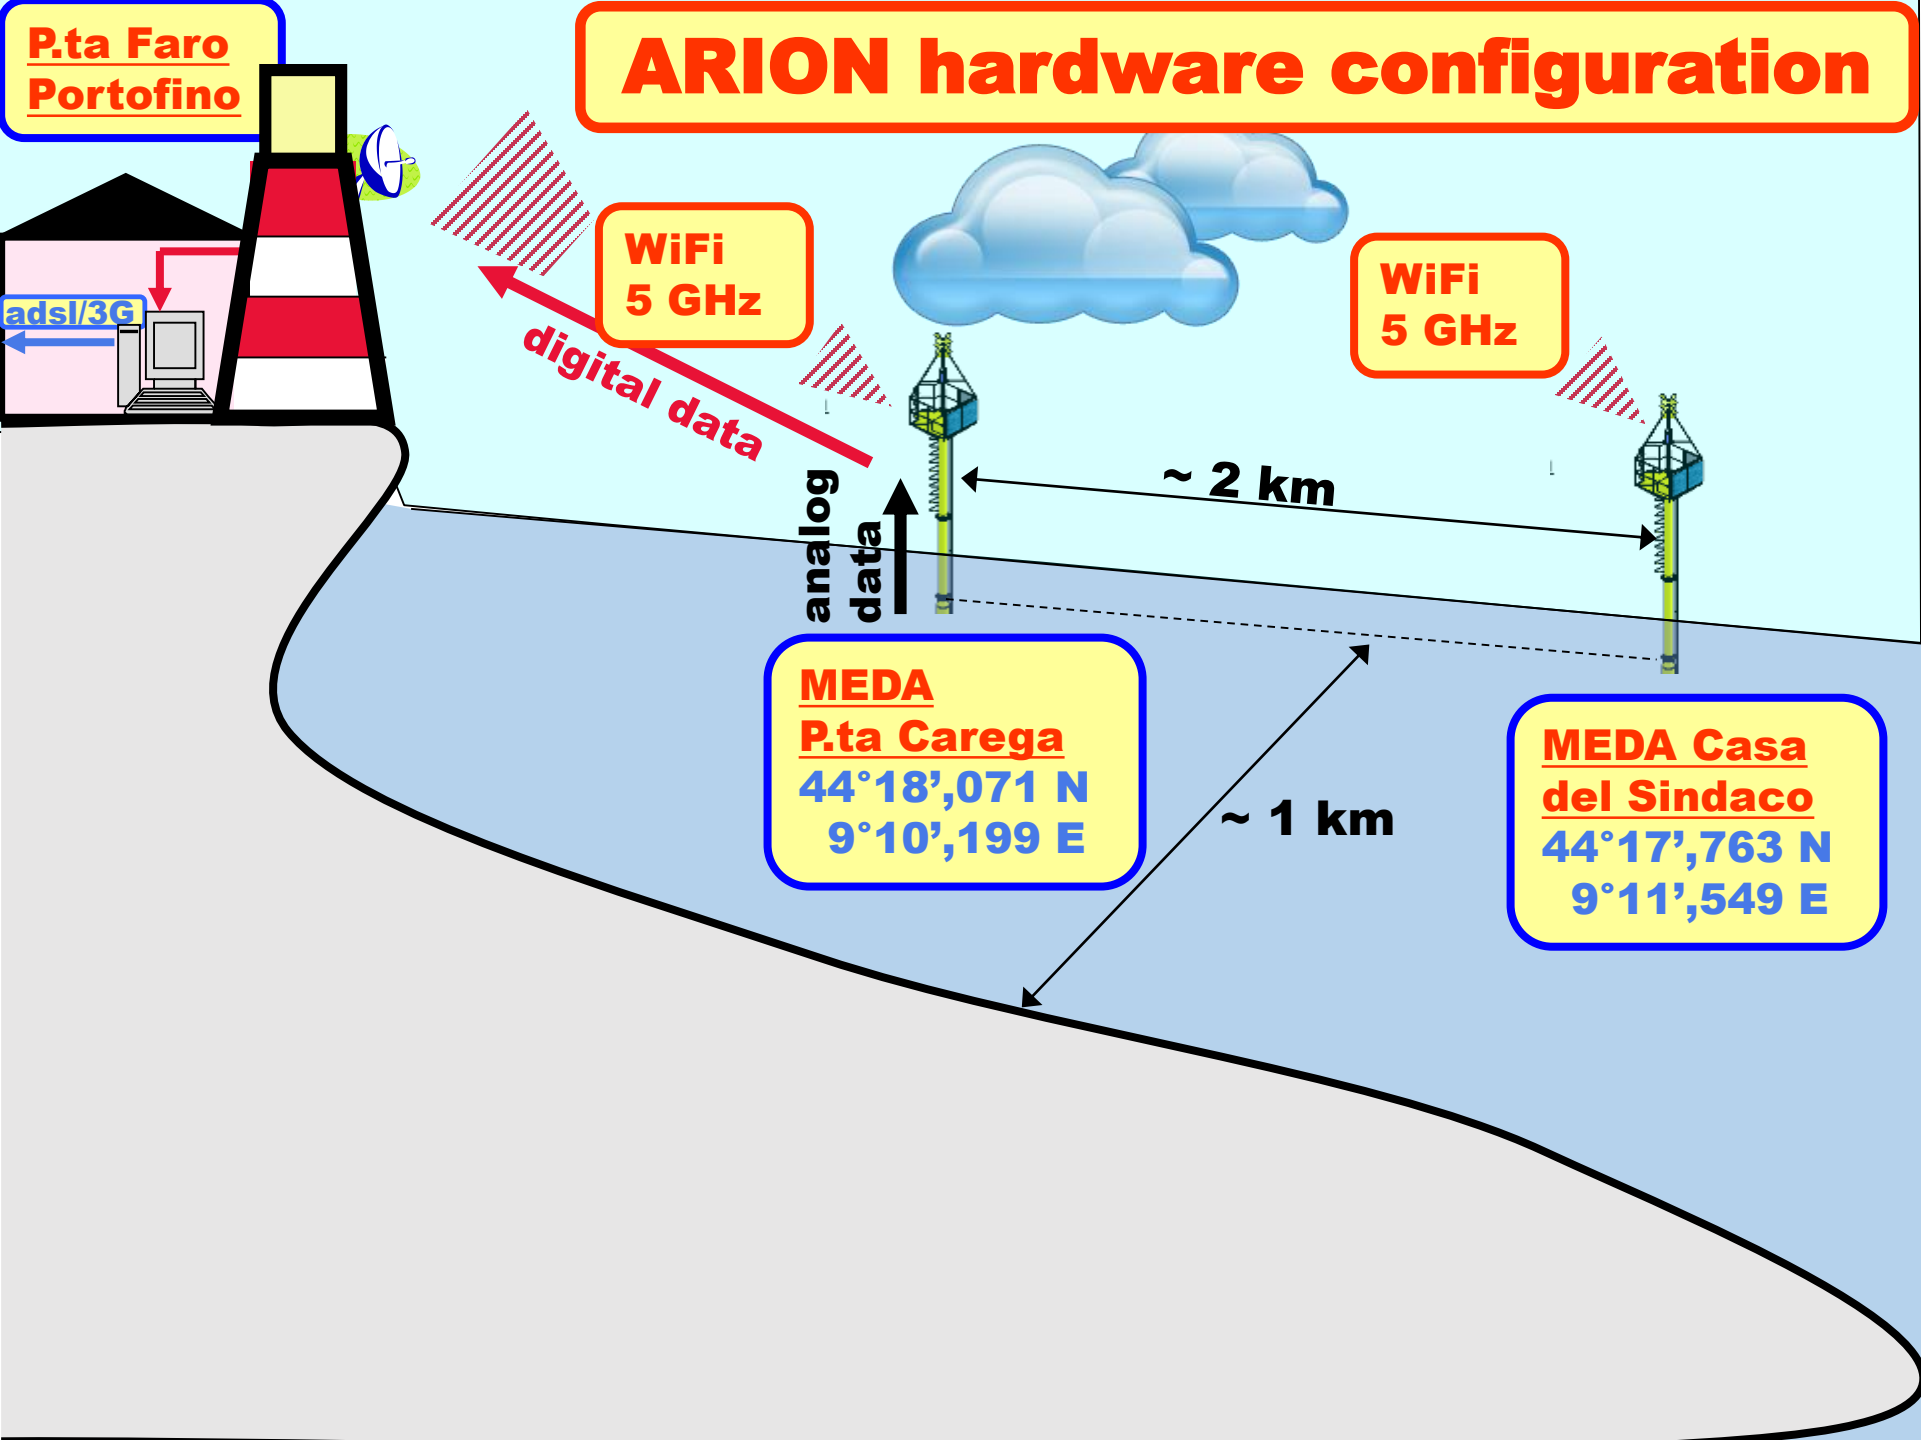 P.ta Faro
Portofino
ARION hardware configuration
WiFi
5 GHz
WiFi
5 GHz
adsl/3G
digital data
analog
data
~ 2 km
MEDA
P.ta Carega
44°18’,071 N
9°10’,199 E
~ 1 km
MEDA Casa
del Sindaco
44°17’,763 N
9°11’,549 E